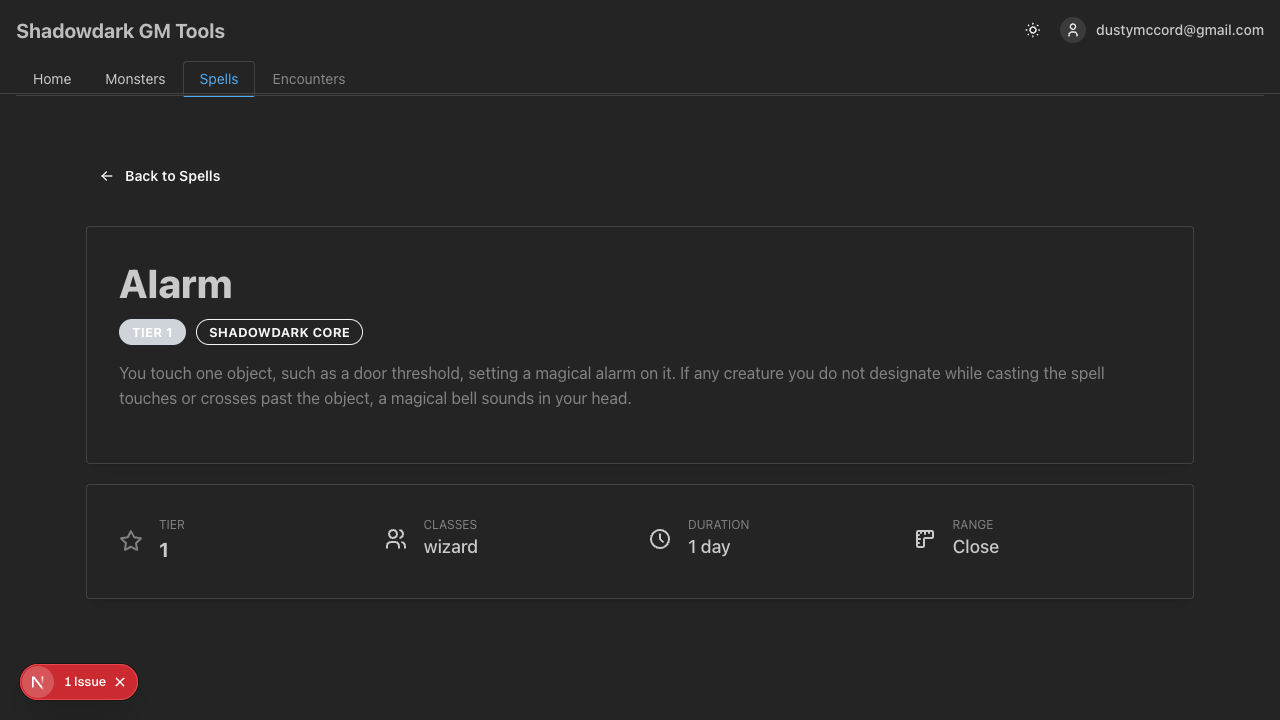 Shadowdark GM Tools
dustymccord@gmail.com
Home Monsters Spells Encounters
Back to Spells
Alarm
TIER 1 SHADOWDARK CORE
You touch one object, such as a door threshold, setting a magical alarm on it. If any creature you do not designate while casting the spell
touches or crosses past the object, a magical bell sounds in your head.
TIER CLASSES DURATION RANGE
1 wizard 1 day Close
N 1 Issue